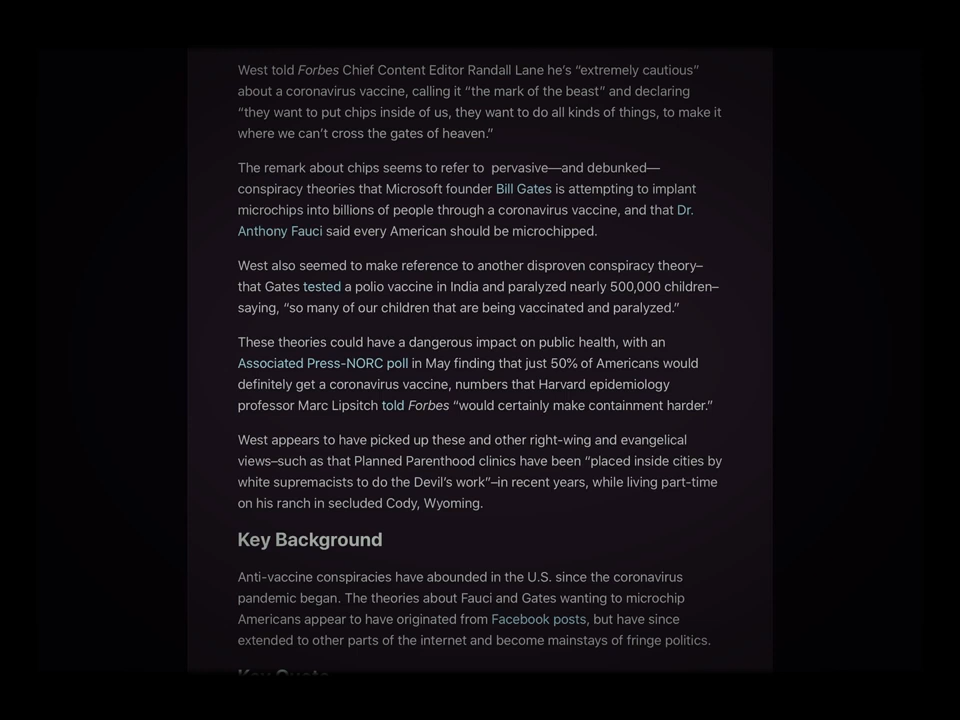 West told Forbes Chief Content Editor Randall Lane he’s “extremely cautious”
about a coronavirus vaccine, calling it “the mark of the beast” and declaring
“they want to put chips inside of us, they want to do all kinds of things, to make it
where we can’t cross the gates of heaven.”
The remark about chips seems to refer to  pervasive—and debunked—
conspiracy theories that Microsoft founder Bill Gates is attempting to implant
microchips into billions of people through a coronavirus vaccine, and that Dr.
Anthony Fauci said every American should be microchipped.
West also seemed to make reference to another disproven conspiracy theory–
that Gates tested a polio vaccine in India and paralyzed nearly 500,000 children–
saying, “so many of our children that are being vaccinated and paralyzed.”
These theories could have a dangerous impact on public health, with an
Associated Press-NORC poll in May finding that just 50% of Americans would
definitely get a coronavirus vaccine, numbers that Harvard epidemiology
professor Marc Lipsitch told Forbes “would certainly make containment harder.”
West appears to have picked up these and other right-wing and evangelical
views–such as that Planned Parenthood clinics have been “placed inside cities by
white supremacists to do the Devil’s work”–in recent years, while living part-time
on his ranch in secluded Cody, Wyoming.
Key Background
Anti-vaccine conspiracies have abounded in the U.S. since the coronavirus
pandemic began. The theories about Fauci and Gates wanting to microchip
Americans appear to have originated from Facebook posts, but have since
extended to other parts of the internet and become mainstays of fringe politics.
Key Quote